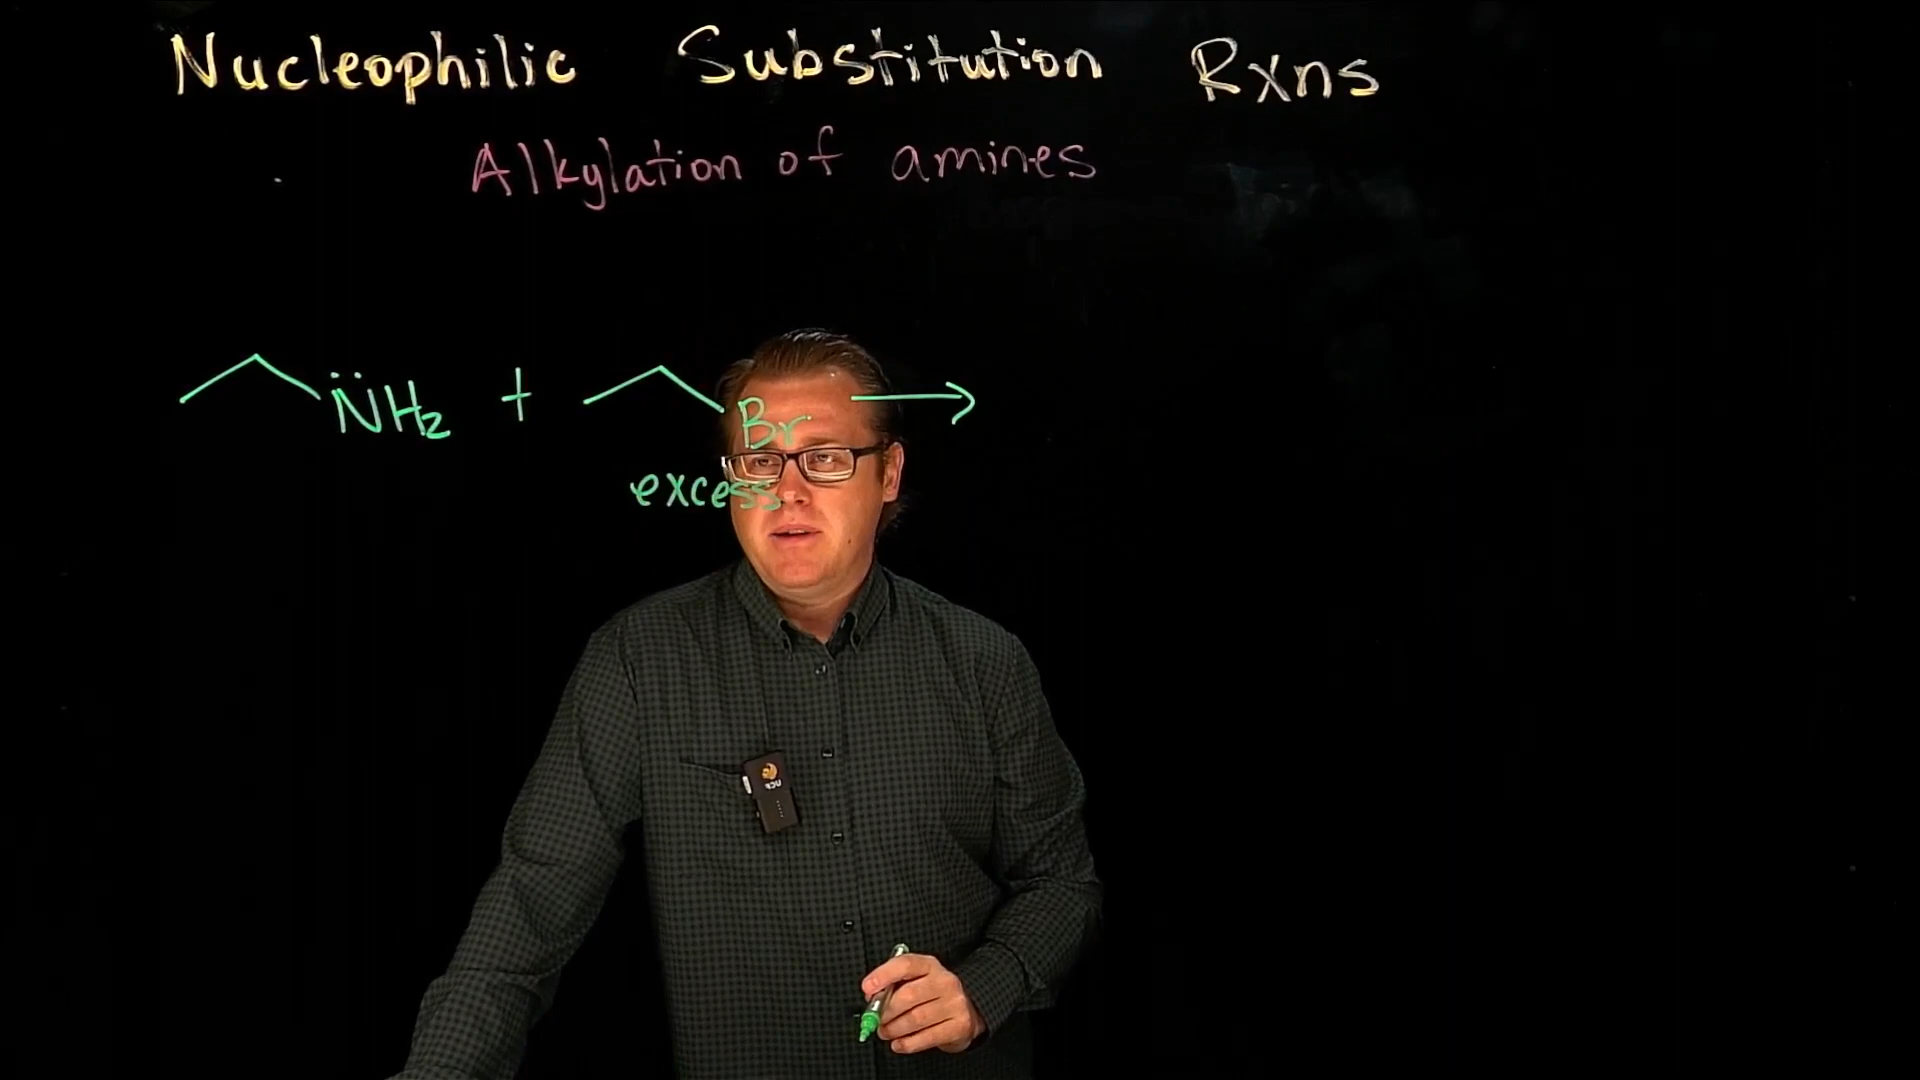 Nucleophilic Substitution Rxns
Alkylation of amines
NH2 + Br
excess